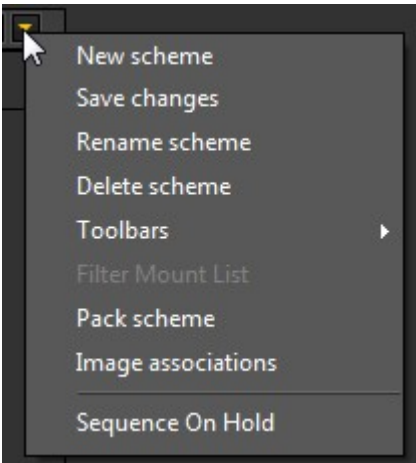 New scheme
Save changes
Rename scheme
Delete scheme
Toolbars
Filter Mount List
Pack scheme
Image associations
Sequence On Hold